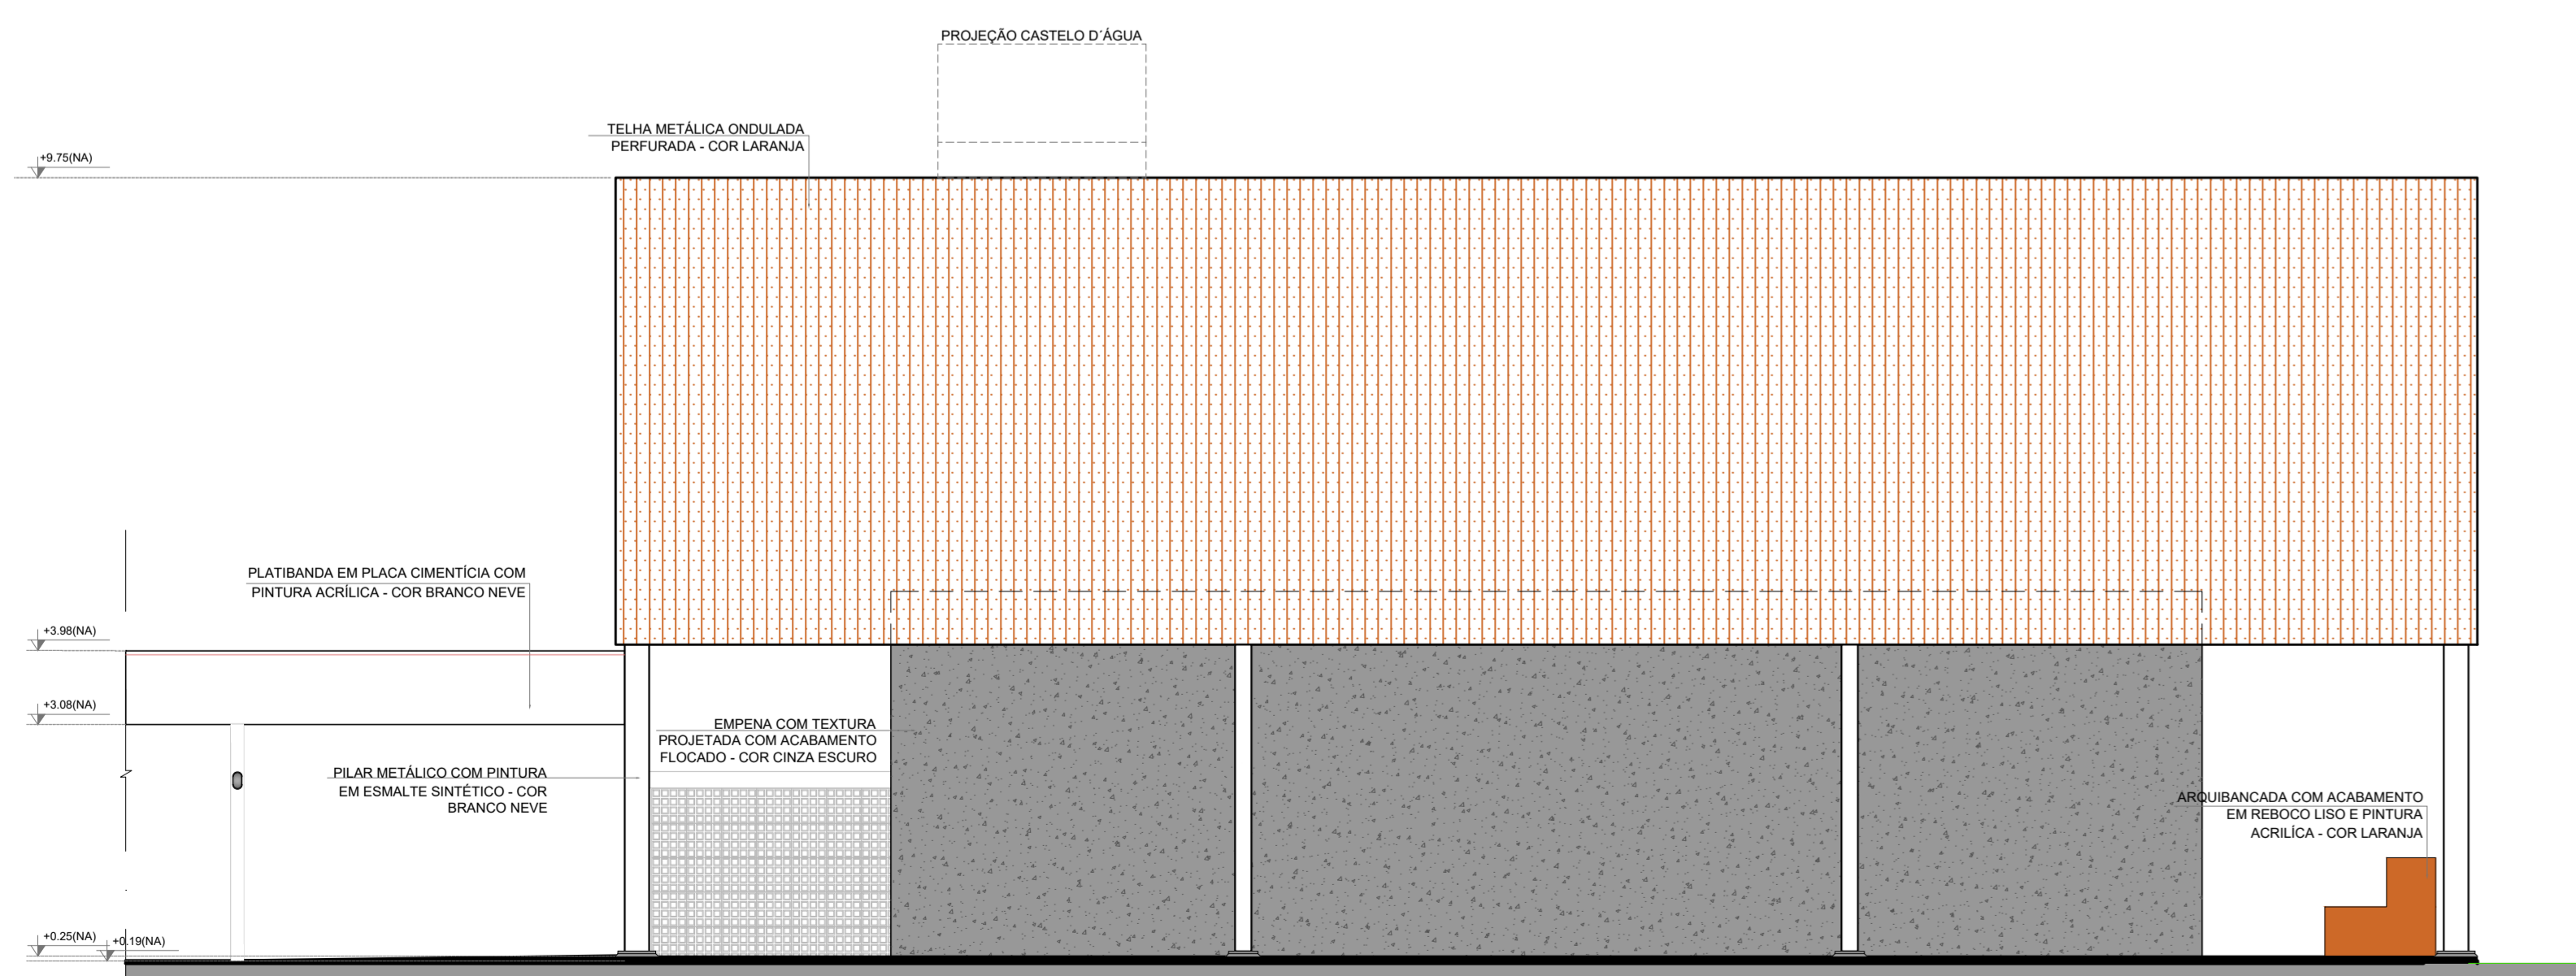 PROJEÇÃO CASTELO D´ÁGUA
TELHA METÁLICA ONDULADA
PERFURADA - COR LARANJA
+9.75(NA)
PLATIBANDA EM PLACA CIMENTÍCIA COM
PINTURA ACRÍLICA - COR BRANCO NEVE
+3.98(NA)
+3.08(NA)
EMPENA COM TEXTURA
PROJETADA COM ACABAMENTO
FLOCADO - COR CINZA ESCURO
PILAR METÁLICO COM PINTURA
EM ESMALTE SINTÉTICO - COR
BRANCO NEVE
ARQUIBANCADA COM ACABAMENTO
EM REBOCO LISO E PINTURA
ACRILÍCA - COR LARANJA
+0.25(NA)
+0.19(NA)